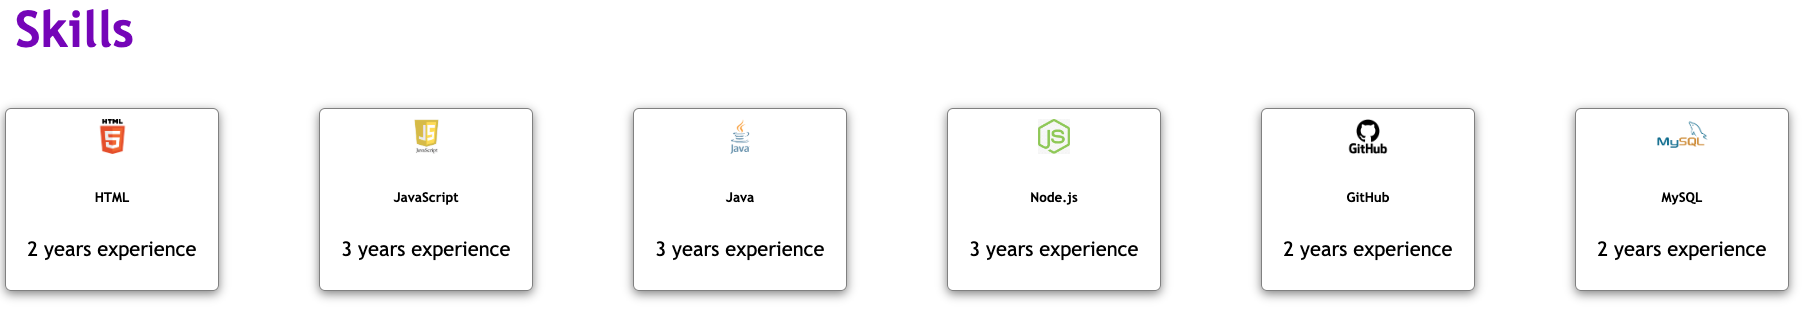 Skills
HTML
5
HTML
2 years experience
JS
JavaScript
JavaScript
3 years experience
Java
Java
3 years experience
JS
Node.js
3 years experience
GitHub
GitHub
2 years experience
MySQL
MySQL
2 years experience